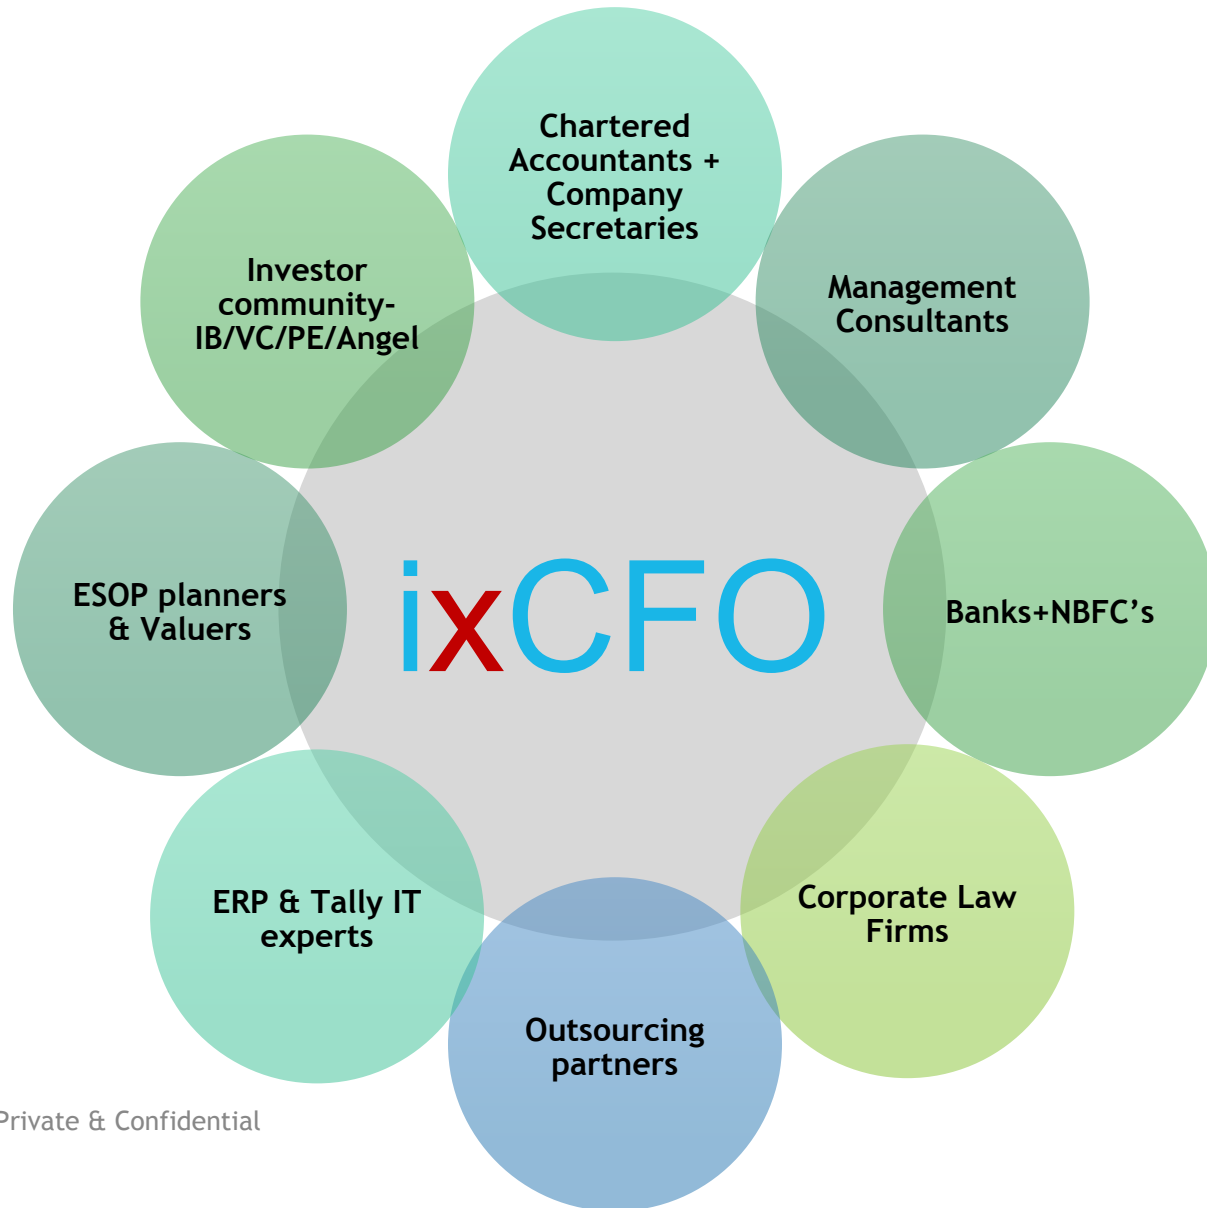 Chartered
Accountants +
Company
Secretaries
Investor
community-
IB/VC/PE/Angel
Management
Consultants
ESOP planners
& Valuers
ixCFO
Banks+NBFC’s
ERP & Tally IT
experts
Corporate Law
Firms
Outsourcing
partners
Private & Confidential